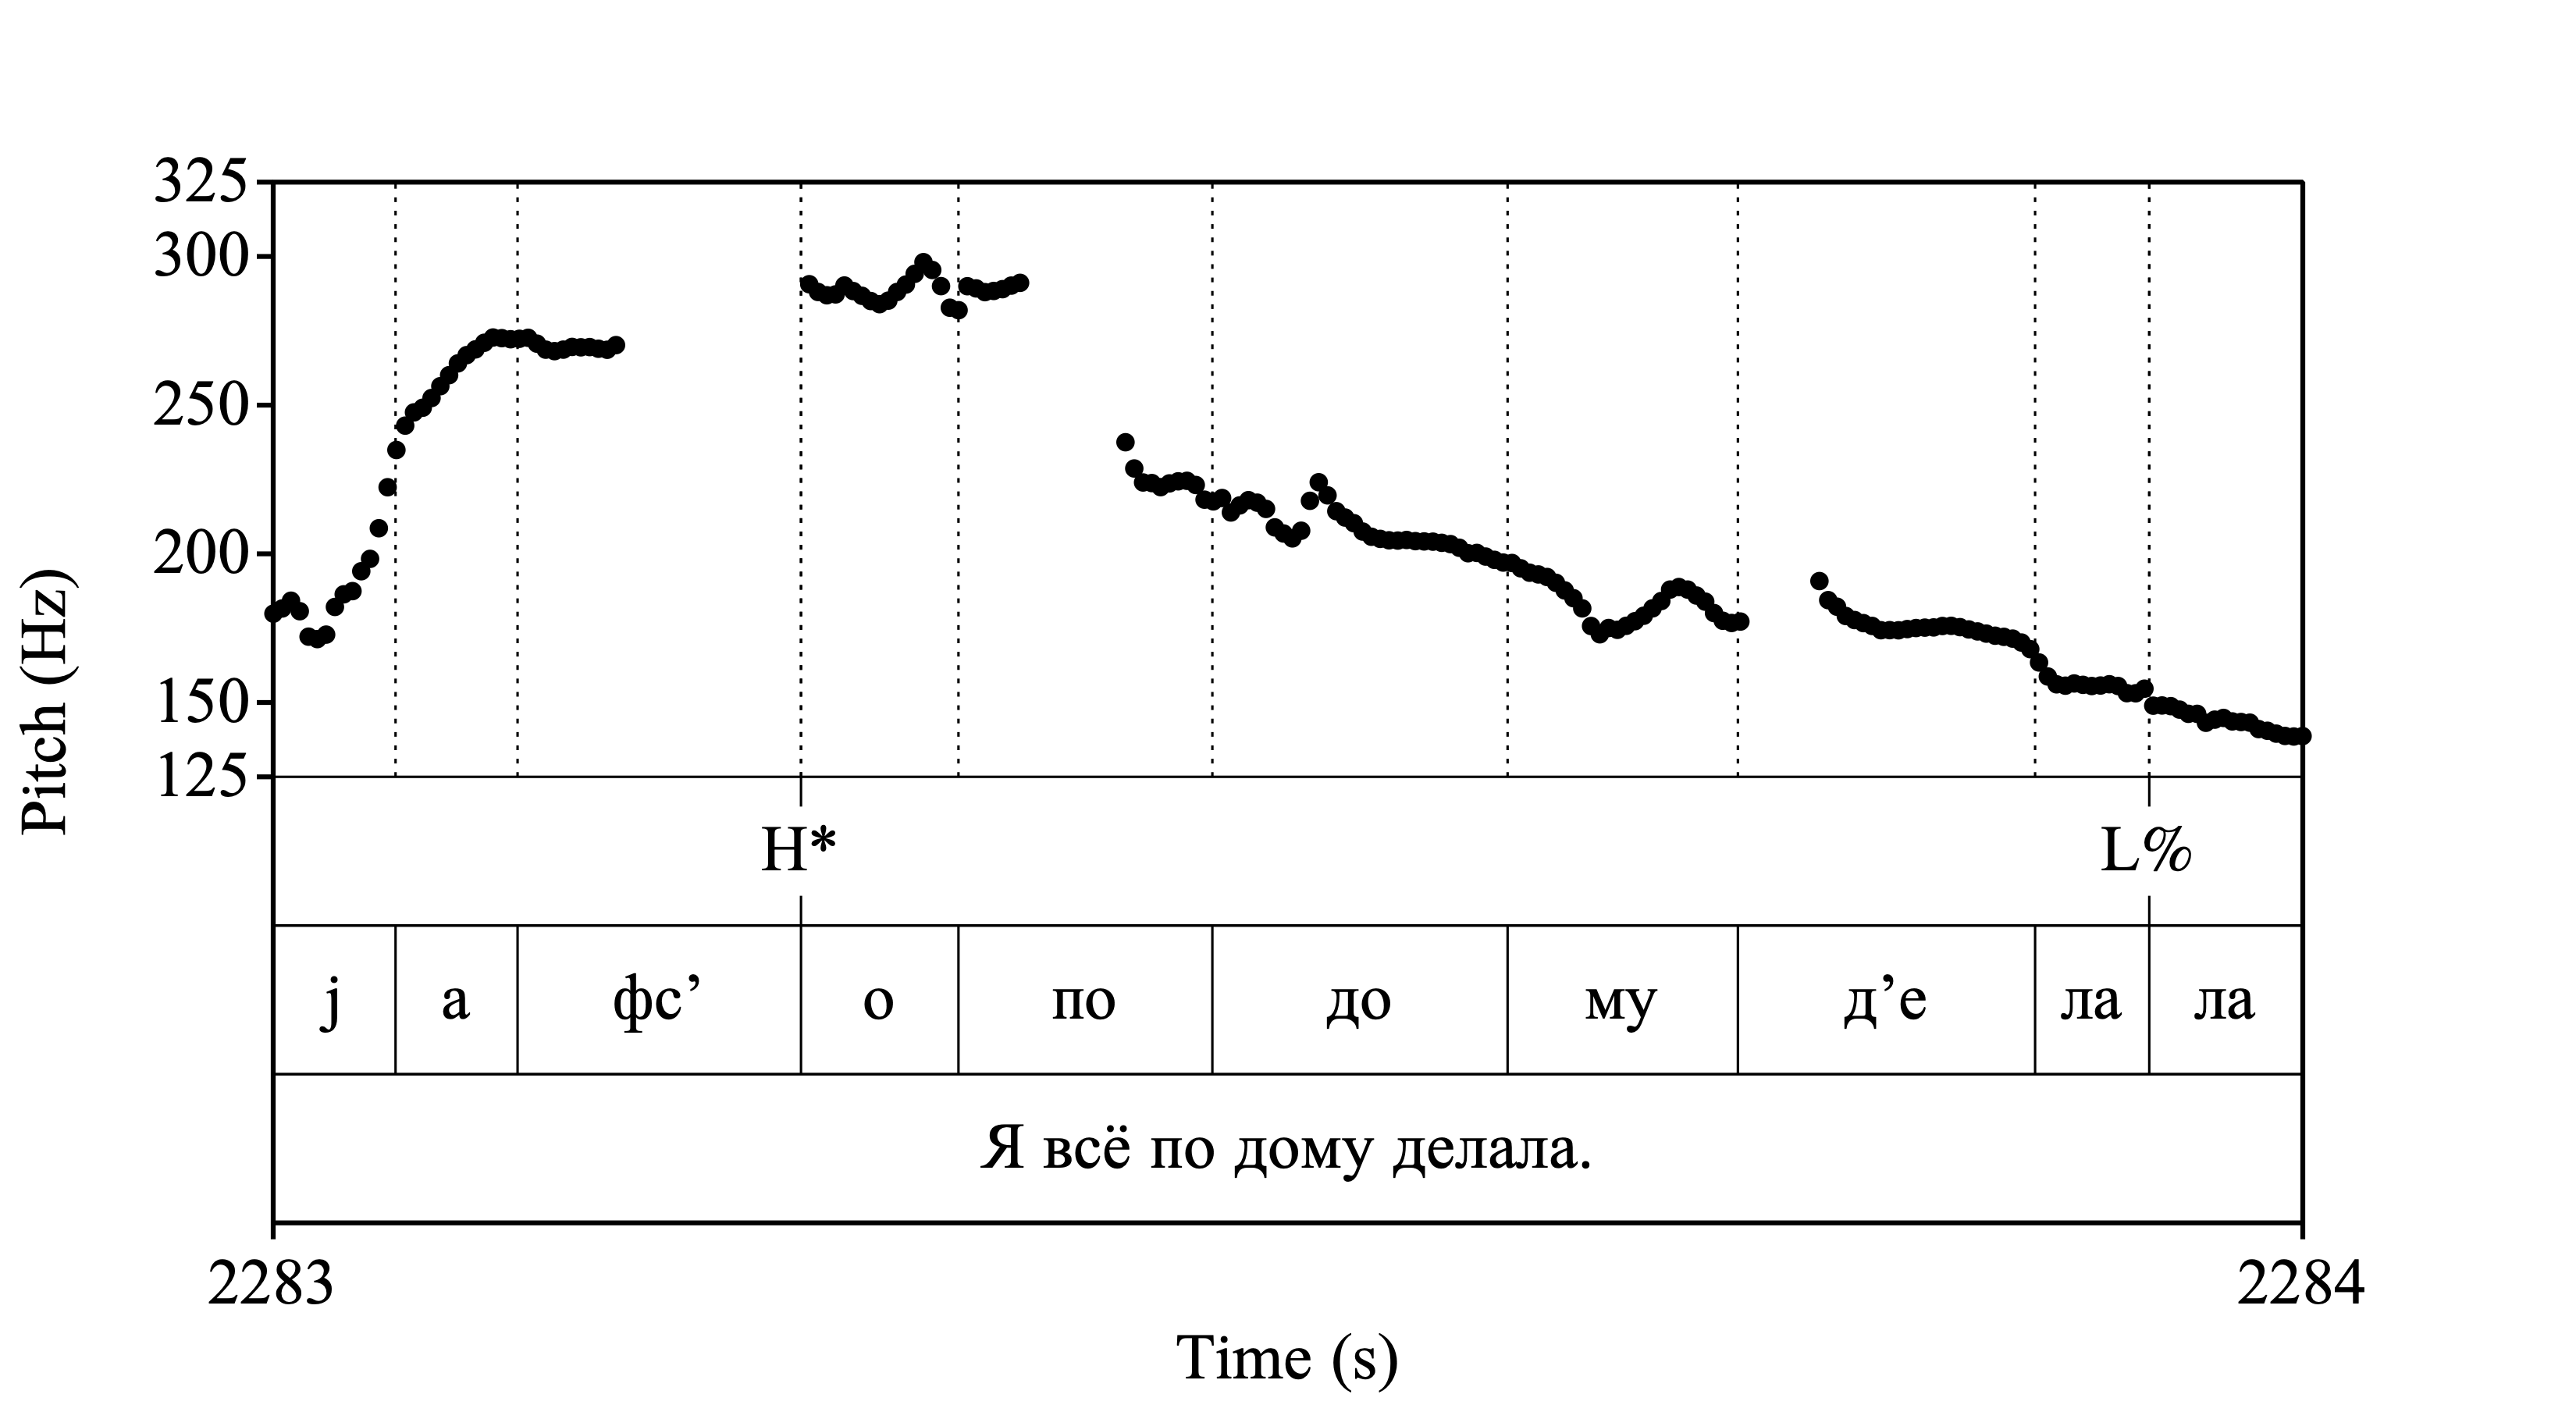 325
300
250
200
150
125
Pitch (Hz)
H* L%
j а фс’ о по до му д’е ла ла
Я всё по дому делала.
2283 2284
Time (s)